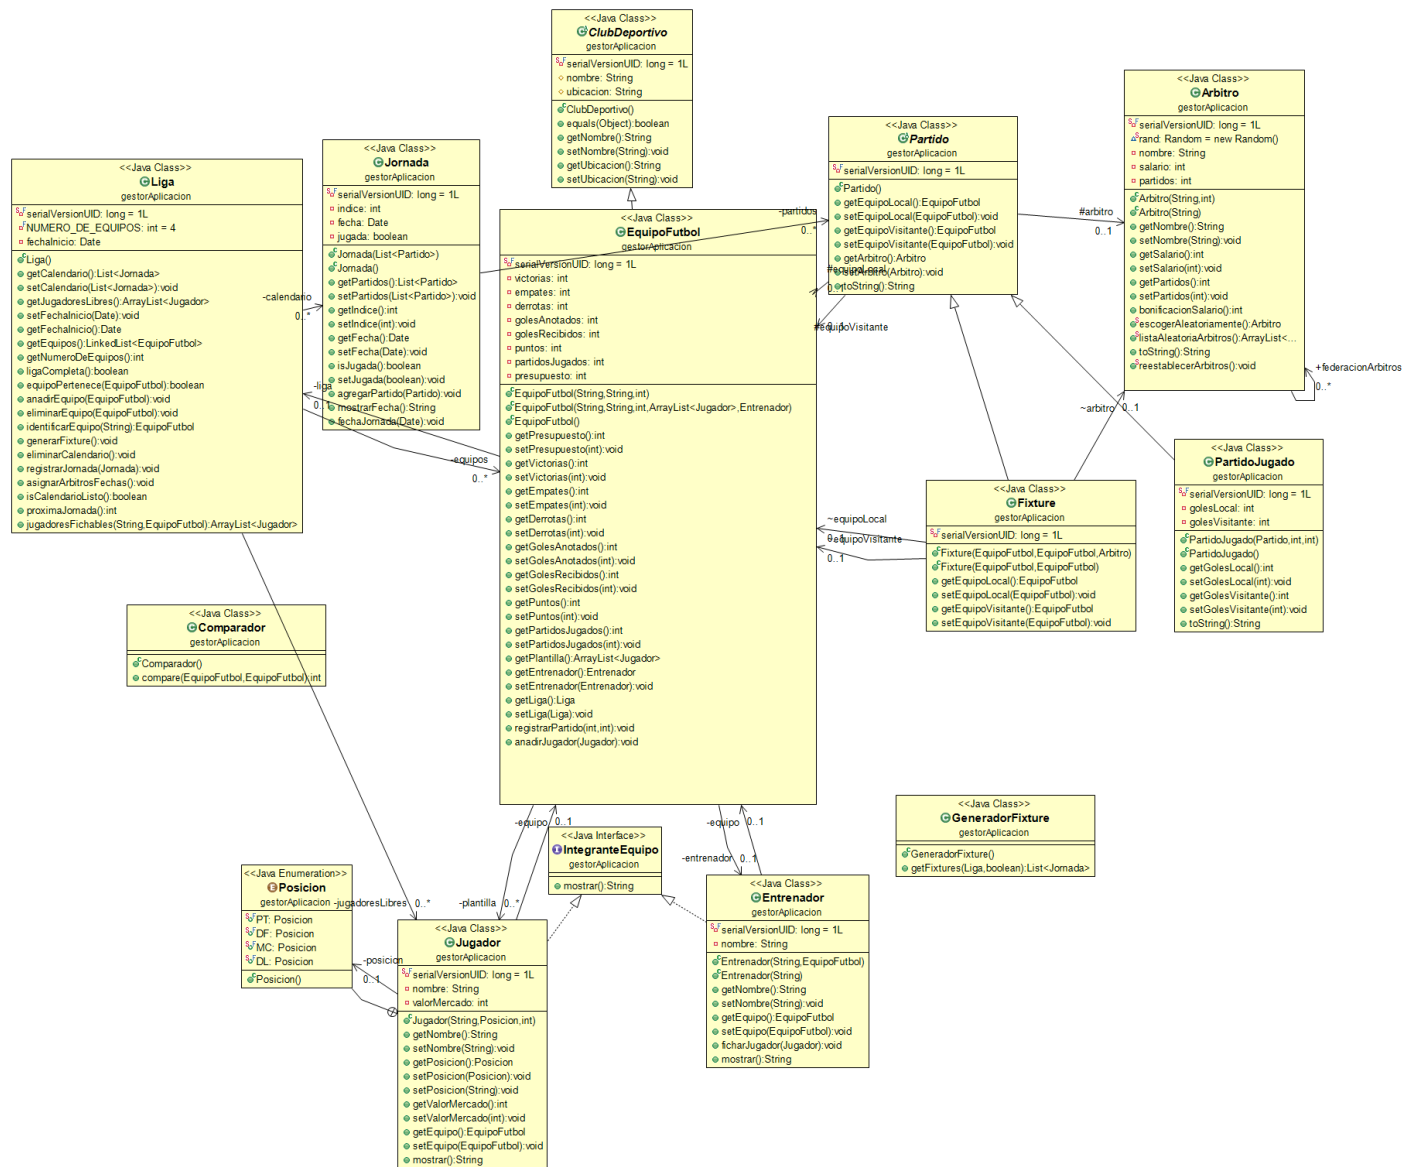 <<Java Class>>
ClubDeportivo
gestorAplicacion
serialVersionUID: long = 1L
nombre: String
ubicacion: String
ClubDeportivo()
equals(Object):boolean
getNombre():String
setNombre(String):void
getUbicacion():String
setUbicacion(String):void
<<Java Class>>
Arbitro
gestorAplicacion
serialVersionUID: long = 1L
rand: Random = new Random()
nombre: String
salario: int
partidos: int
Arbitro(String,int)
Arbitro(String)
getNombre():String
setNombre(String):void
getSalario():int
setSalario(int):void
getPartidos():int
setPartidos(int):void
bonificacionSalario():int
escogerAleatoriamente():Arbitro
listaAleatoriaArbitros():ArrayList<...
toString():String
reestablecerArbitros():void
+federacionArbitros
0..*
<<Java Class>>
Partido
gestorAplicacion
serialVersionUID: long = 1L
Partido()
getEquipoLocal():EquipoFutbol
setEquipoLocal(EquipoFutbol):void
getEquipoVisitante():EquipoFutbol
setEquipoVisitante(EquipoFutbol):void
getArbitro():Arbitro
setArbitro(Arbitro):void
toString():String
#arbitro
0..1
#equipoLocal
0..1
#equipoVisitante
0..1
<<Java Class>>
Jornada
gestorAplicacion
serialVersionUID: long = 1L
indice: int
fecha: Date
jugada: boolean
Jornada(List<Partido>)
Jornada()
getPartidos():List<Partido>
setPartidos(List<Partido>):void
getIndice():int
setIndice(int):void
getFecha():Date
setFecha(Date):void
isJugada():boolean
setJugada(boolean):void
agregarPartido(Partido):void
mostrarFecha():String
fechaJornada(Date):void
-partidos
0..*
<<Java Class>>
Liga
gestorAplicacion
serialVersionUID: long = 1L
NUMERO_DE_EQUIPOS: int = 4
fechaInicio: Date
Liga()
getCalendario():List<Jornada>
setCalendario(List<Jornada>):void
getJugadoresLibres():ArrayList<Jugador>
setFechaInicio(Date):void
getFechaInicio():Date
getEquipos():LinkedList<EquipoFutbol>
getNumeroDeEquipos():int
ligaCompleta():boolean
equipoPertenece(EquipoFutbol):boolean
anadirEquipo(EquipoFutbol):void
eliminarEquipo(EquipoFutbol):void
identificarEquipo(String):EquipoFutbol
generarFixture():void
eliminarCalendario():void
registrarJornada(Jornada):void
asignarArbitrosFechas():void
isCalendarioListo():boolean
proximaJornada():int
jugadoresFichables(String,EquipoFutbol):ArrayList<Jugador>
-calendario
0..*
-liga
0..1
-equipos
0..*
<<Java Class>>
EquipoFutbol
gestorAplicacion
serialVersionUID: long = 1L
victorias: int
empates: int
derrotas: int
golesAnotados: int
golesRecibidos: int
puntos: int
partidosJugados: int
presupuesto: int
EquipoFutbol(String,String,int)
EquipoFutbol(String,String,int,ArrayList<Jugador>,Entrenador)
EquipoFutbol()
getPresupuesto():int
setPresupuesto(int):void
getVictorias():int
setVictorias(int):void
getEmpates():int
setEmpates(int):void
getDerrotas():int
setDerrotas(int):void
getGolesAnotados():int
setGolesAnotados(int):void
getGolesRecibidos():int
setGolesRecibidos(int):void
getPuntos():int
setPuntos(int):void
getPartidosJugados():int
setPartidosJugados(int):void
getPlantilla():ArrayList<Jugador>
getEntrenador():Entrenador
setEntrenador(Entrenador):void
getLiga():Liga
setLiga(Liga):void
registrarPartido(int,int):void
anadirJugador(Jugador):void
~arbitro
0..1
<<Java Class>>
PartidoJugado
gestorAplicacion
serialVersionUID: long = 1L
golesLocal: int
golesVisitante: int
PartidoJugado(Partido,int,int)
PartidoJugado()
getGolesLocal():int
setGolesLocal(int):void
getGolesVisitante():int
setGolesVisitante(int):void
toString():String
<<Java Class>>
Fixture
gestorAplicacion
serialVersionUID: long = 1L
Fixture(EquipoFutbol,EquipoFutbol,Arbitro)
Fixture(EquipoFutbol,EquipoFutbol)
getEquipoLocal():EquipoFutbol
setEquipoLocal(EquipoFutbol):void
getEquipoVisitante():EquipoFutbol
setEquipoVisitante(EquipoFutbol):void
~equipoLocal
0..1
~equipoVisitante
0..1
<<Java Class>>
Comparador
gestorAplicacion
Comparador()
compare(EquipoFutbol,EquipoFutbol):int
<<Java Class>>
GeneradorFixture
gestorAplicacion
GeneradorFixture()
getFixtures(Liga,boolean):List<Jornada>
-equipo
0..1
-equipo
0..1
<<Java Interface>>
IntegranteEquipo
gestorAplicacion
mostrar():String
-entrenador
0..1
<<Java Class>>
Entrenador
gestorAplicacion
serialVersionUID: long = 1L
nombre: String
Entrenador(String,EquipoFutbol)
Entrenador(String)
getNombre():String
setNombre(String):void
getEquipo():EquipoFutbol
setEquipo(EquipoFutbol):void
ficharJugador(Jugador):void
mostrar():String
<<Java Enumeration>>
Posicion
gestorAplicacion
PT: Posicion
DF: Posicion
MC: Posicion
DL: Posicion
Posicion()
-jugadoresLibres
0..*
-plantilla
0..*
-posicion
0..1
<<Java Class>>
Jugador
gestorAplicacion
serialVersionUID: long = 1L
nombre: String
valorMercado: int
Jugador(String,Posicion,int)
getNombre():String
setNombre(String):void
getPosicion():Posicion
setPosicion(Posicion):void
setPosicion(String):void
getValorMercado():int
setValorMercado(int):void
getEquipo():EquipoFutbol
setEquipo(EquipoFutbol):void
mostrar():String